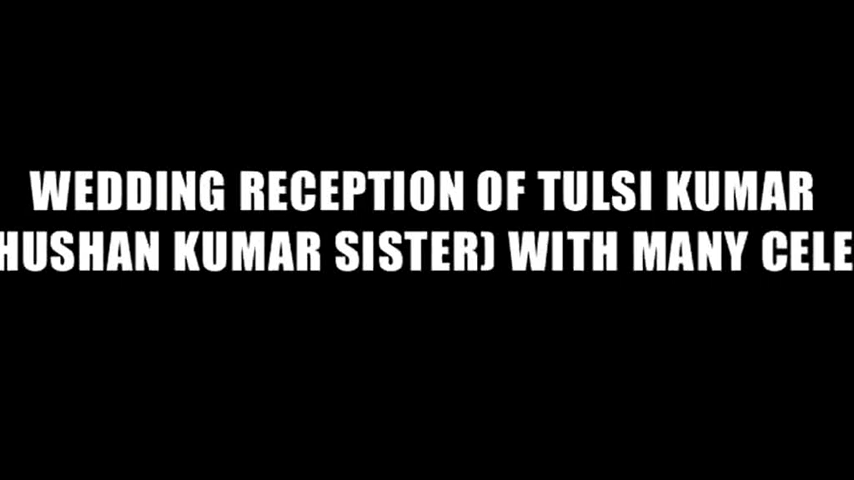 WEDDING RECEPTION OF TULSI KUMAR
HUSHAN KUMAR SISTER) WITH MANY CELE